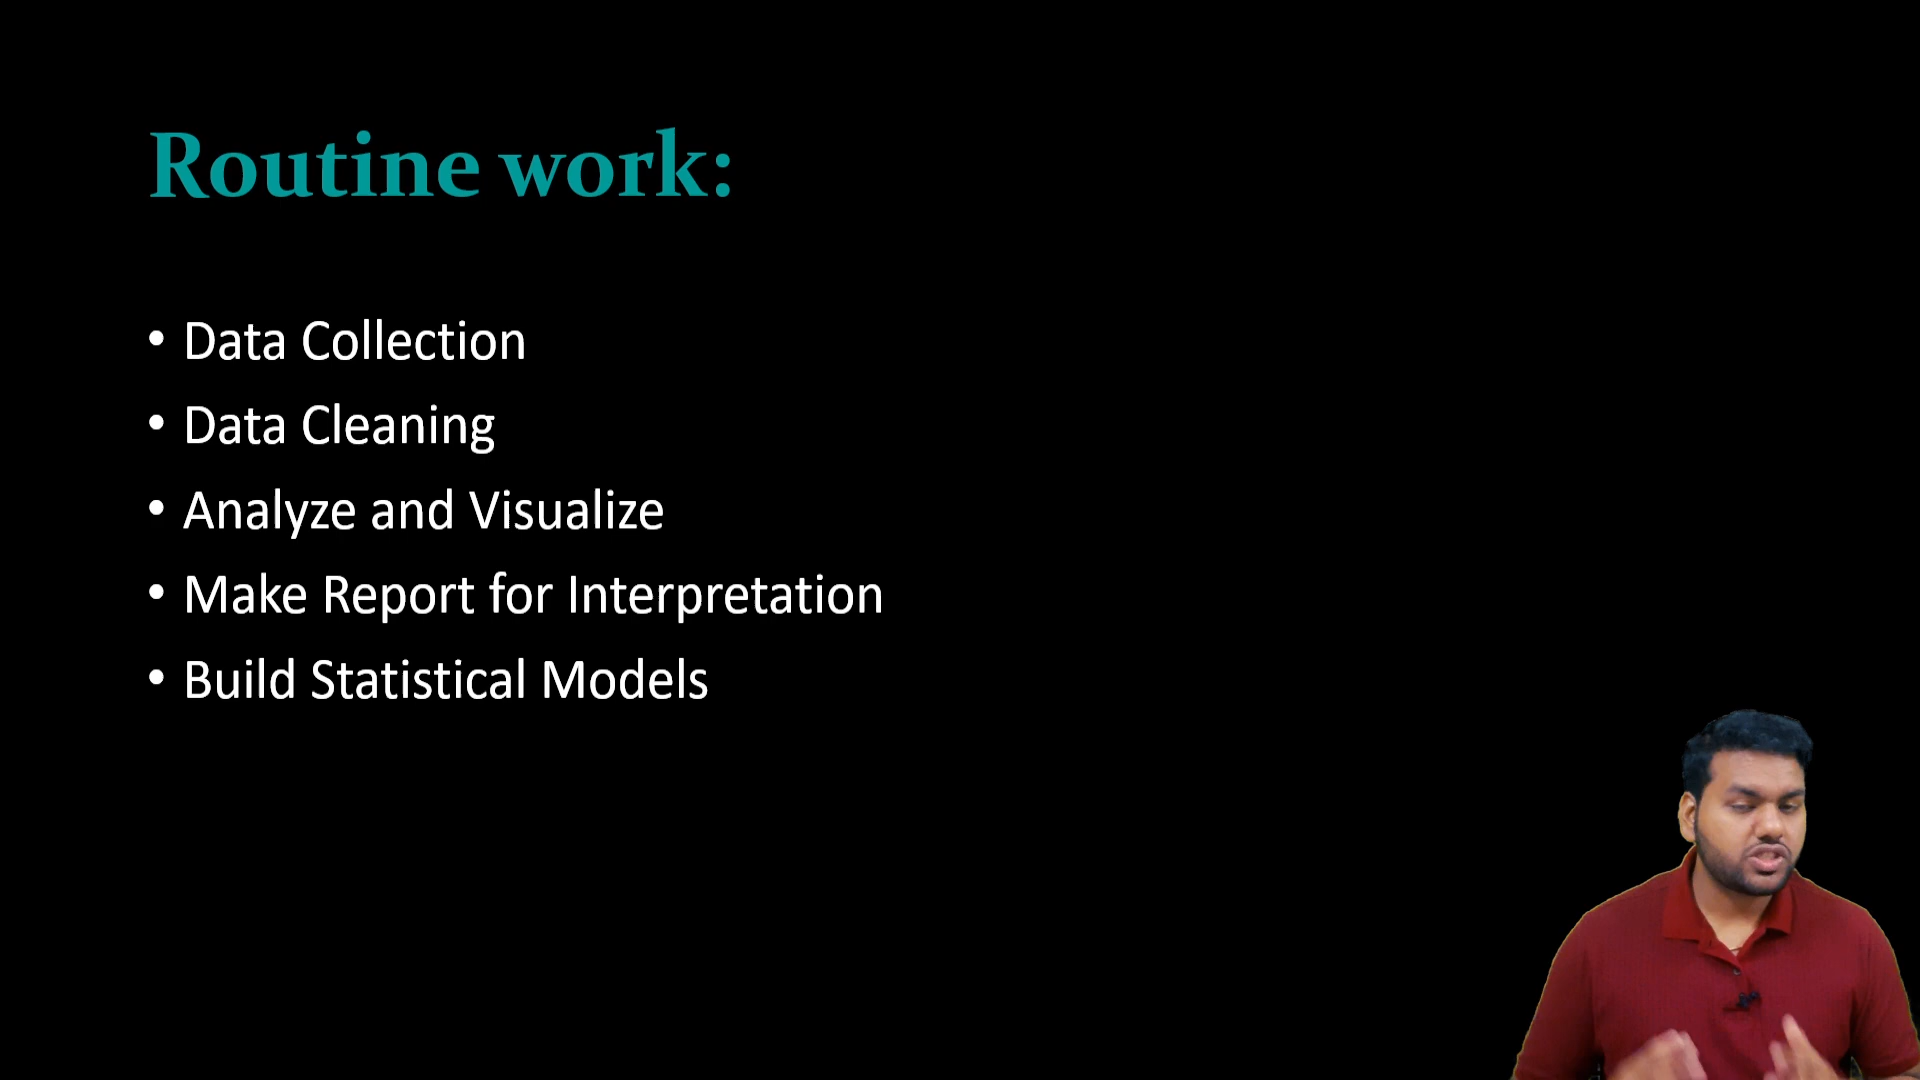 Routine work:
• Data Collection
• Data Cleaning
• Analyze and Visualize
• Make Report for Interpretation
• Build Statistical Models